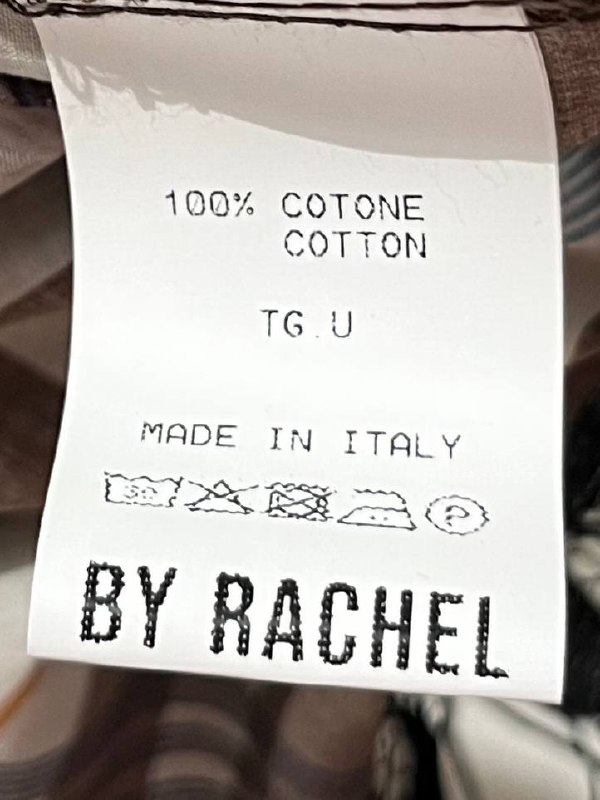 100% COTONE
COTTON
TG.U
MADE IN ITALY
30 P
BY RACHEL